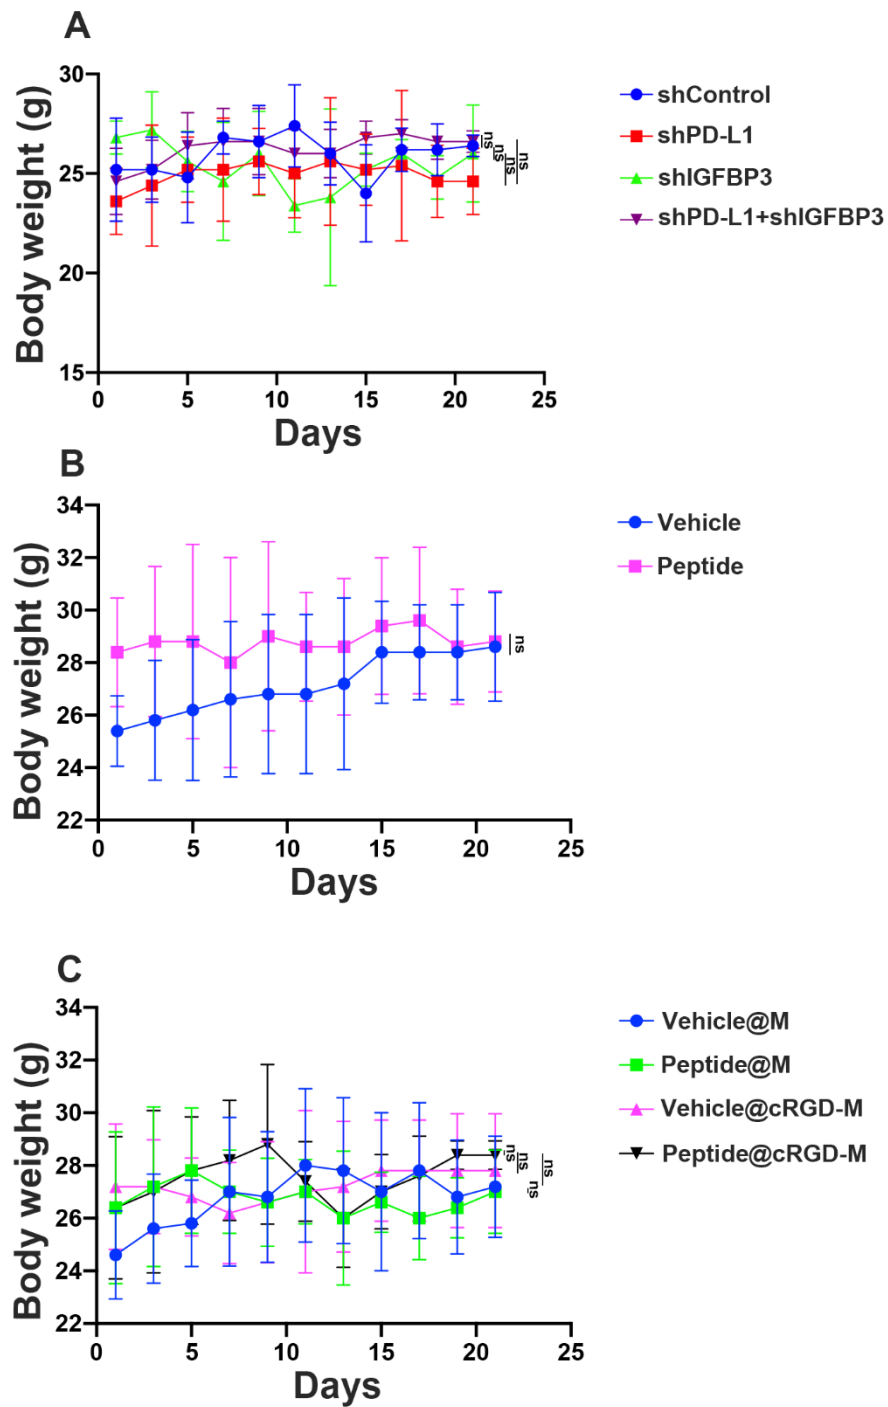 A
Body weight (g)
30
25
20
15
0 5 10 15 20 25
Days
ns
ns
ns
ns
shControl
shPD-L1
shIGFBP3
shPD-L1+shIGFBP3
B
Body weight (g)
34
32
30
28
26
24
22
0 5 10 15 20 25
Days
ns
Vehicle
Peptide
C
Body weight (g)
34
32
30
28
26
24
22
0 5 10 15 20 25
Days
ns
ns
ns
ns
ns
Vehicle@M
Peptide@M
Vehicle@cRGD-M
Peptide@cRGD-M